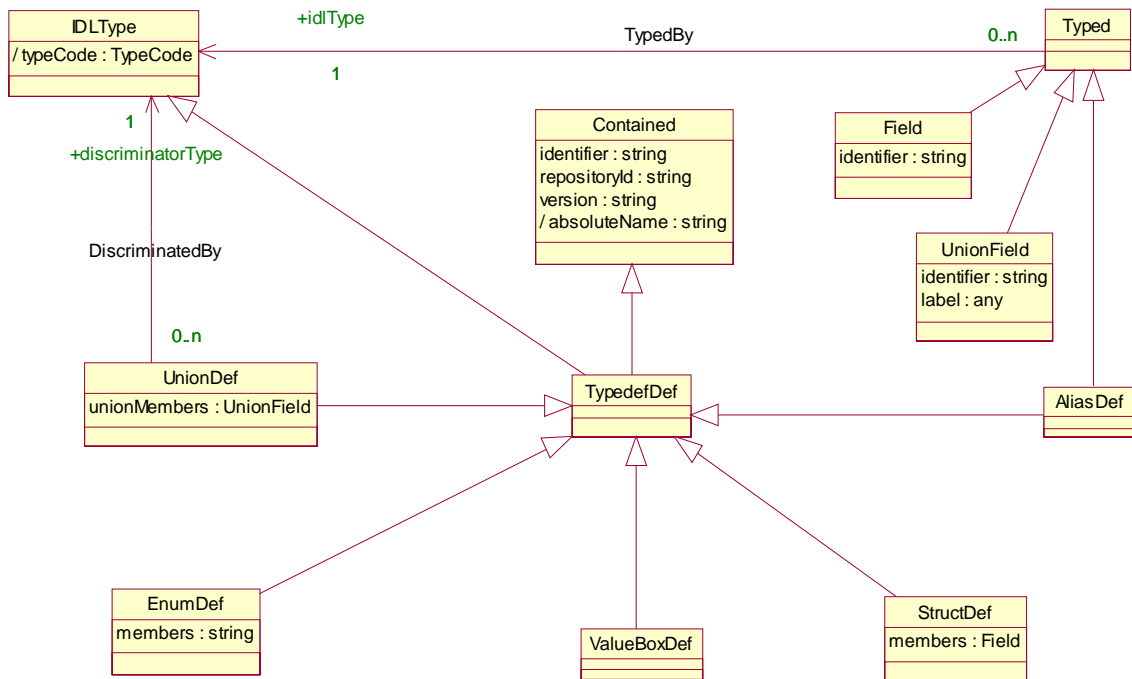 IDLType
/ typeCode : TypeCode
+idlType
TypedBy
0..n
1
Typed
1
+discriminatorType
Contained
identifier : string
repositoryId : string
version : string
/ absoluteName : string
Field
identifier : string
UnionField
identifier : string
label : any
DiscriminatedBy
0..n
UnionDef
unionMembers : UnionField
TypedefDef
AliasDef
EnumDef
members : string
ValueBoxDef
StructDef
members : Field